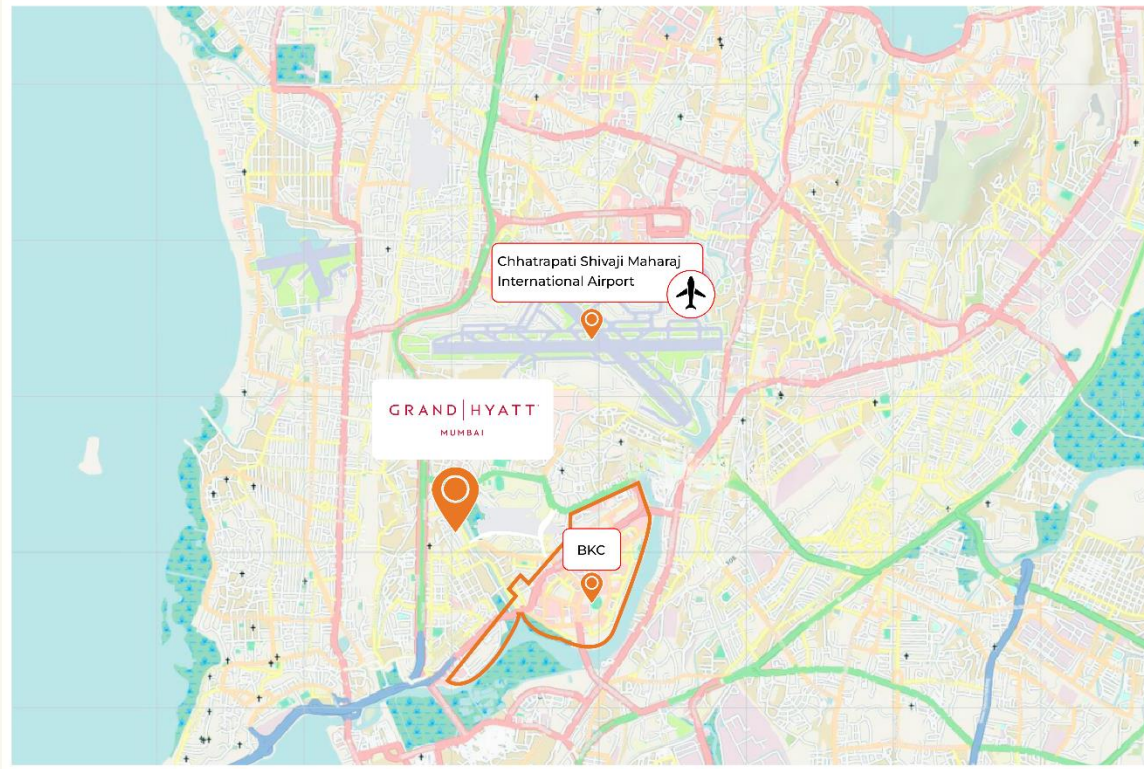 Chhatrapati Shivaji Maharaj
International Airport
GRAND|HYATT
MUMBAI
BKC